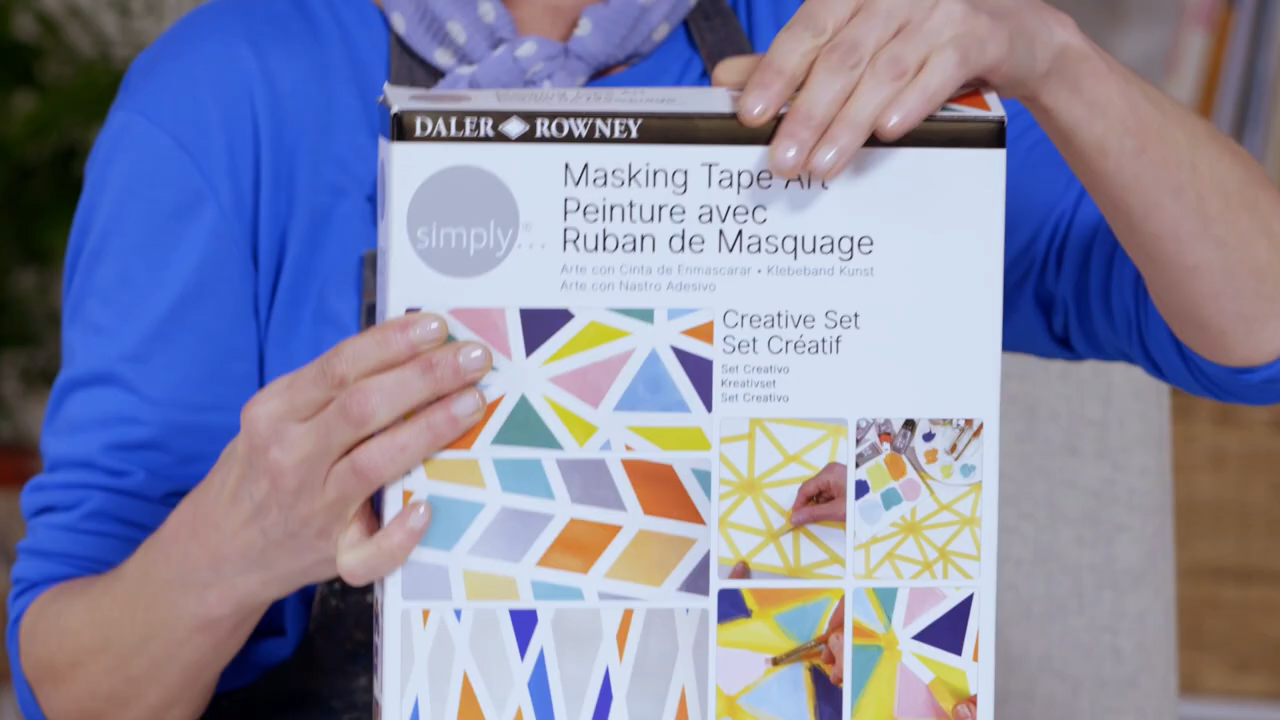 DALER ROWNEY
simply...®
Masking Tape Art
Peinture avec
Ruban de Masquage
Arte con Cinta de Enmascarar • Klebeband Kunst
Arte con Nastro Adesivo
Creative Set
Set Créatif
Set Creativo
Kreativset
Set Creativo